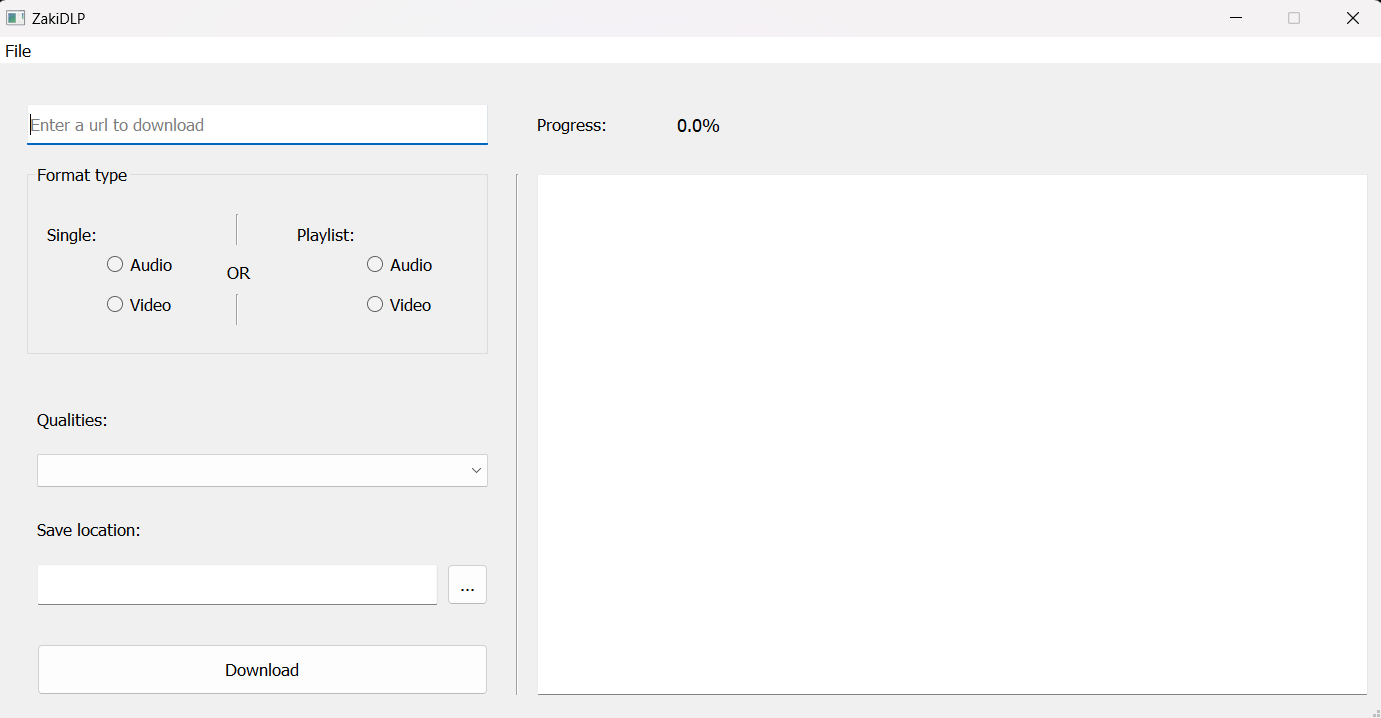 ZakiDLP
File
Enter a url to download
Progress: 0.0%
Format type
Single: Playlist:
Audio OR Audio
Video Video
Qualities:
Save location:
...
Download